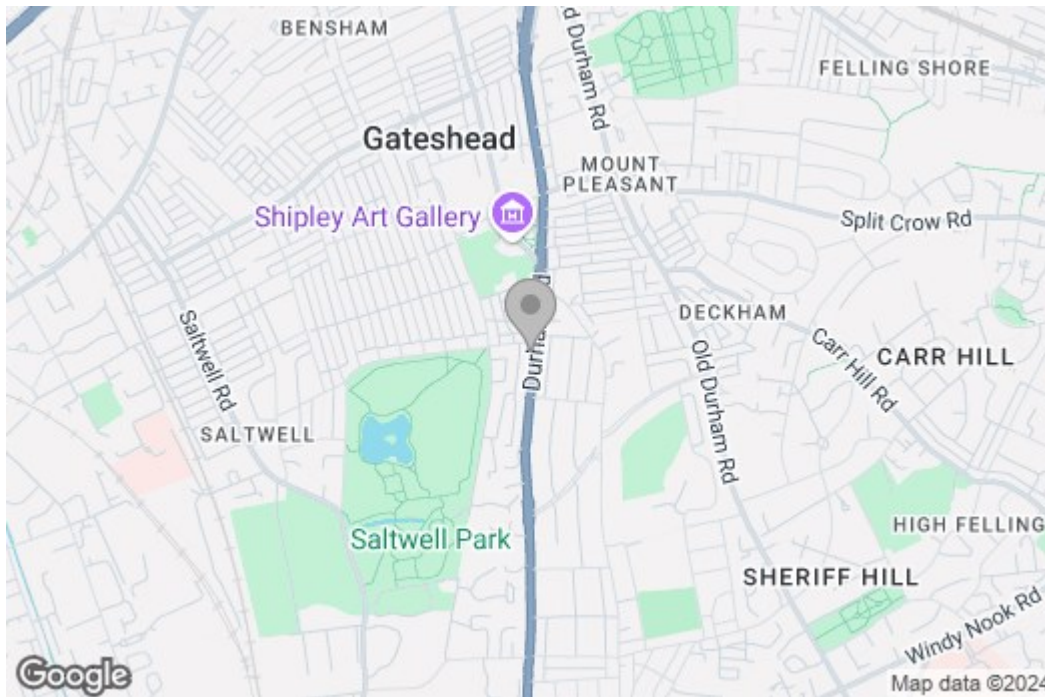 BENSHAM
d Durham Rd
FELLING SHORE
Gateshead
MOUNT
PLEASANT
Shipley Art Gallery
Split Crow Rd
Durham Rd
DECKHAM
Saltwell Rd
Old Durham Rd
Carr Hill Rd
CARR HILL
SALTWELL
HIGH FELLING
Saltwell Park
SHERIFF HILL
Windy Nook Rd
Google
Map data ©2024